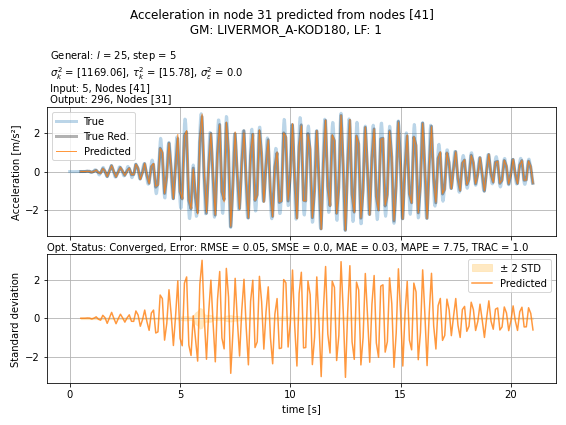 Acceleration in node 31 predicted from nodes [41]
GM: LIVERMOR_A-KOD180, LF: 1
General: l = 25, step = 5
σ²ₖ = [1169.06], τ²ₖ = [15.78], σ²ₑ = 0.0
Input: 5, Nodes [41]
Output: 296, Nodes [31]
True
True Red.
Predicted
Acceleration [m/s²]
2
0
−2
Opt. Status: Converged, Error: RMSE = 0.05, SMSE = 0.0, MAE = 0.03, MAPE = 7.75, TRAC = 1.0
± 2 STD
Predicted
Standard deviation
2
0
−2
0 5 10 15 20
time [s]